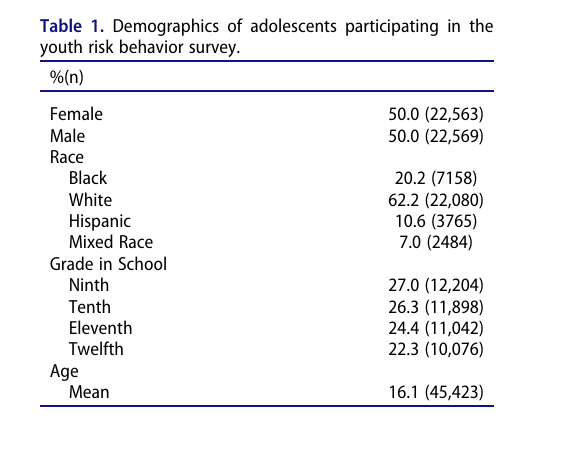 Table 1. Demographics of adolescents participating in the
youth risk behavior survey.
%(n)
Female 50.0 (22,563)
Male 50.0 (22,569)
Race
Black 20.2 (7158)
White 62.2 (22,080)
Hispanic 10.6 (3765)
Mixed Race 7.0 (2484)
Grade in School
Ninth 27.0 (12,204)
Tenth 26.3 (11,898)
Eleventh 24.4 (11,042)
Twelfth 22.3 (10,076)
Age
Mean 16.1 (45,423)